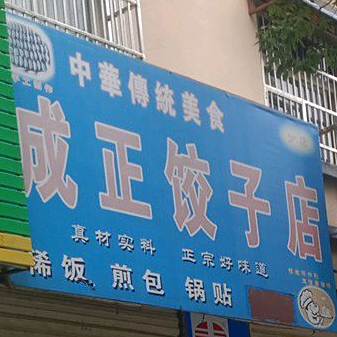 中華傳統美食
成正饺子店
真材实料 正宗好味道
稀饭 煎包 锅贴